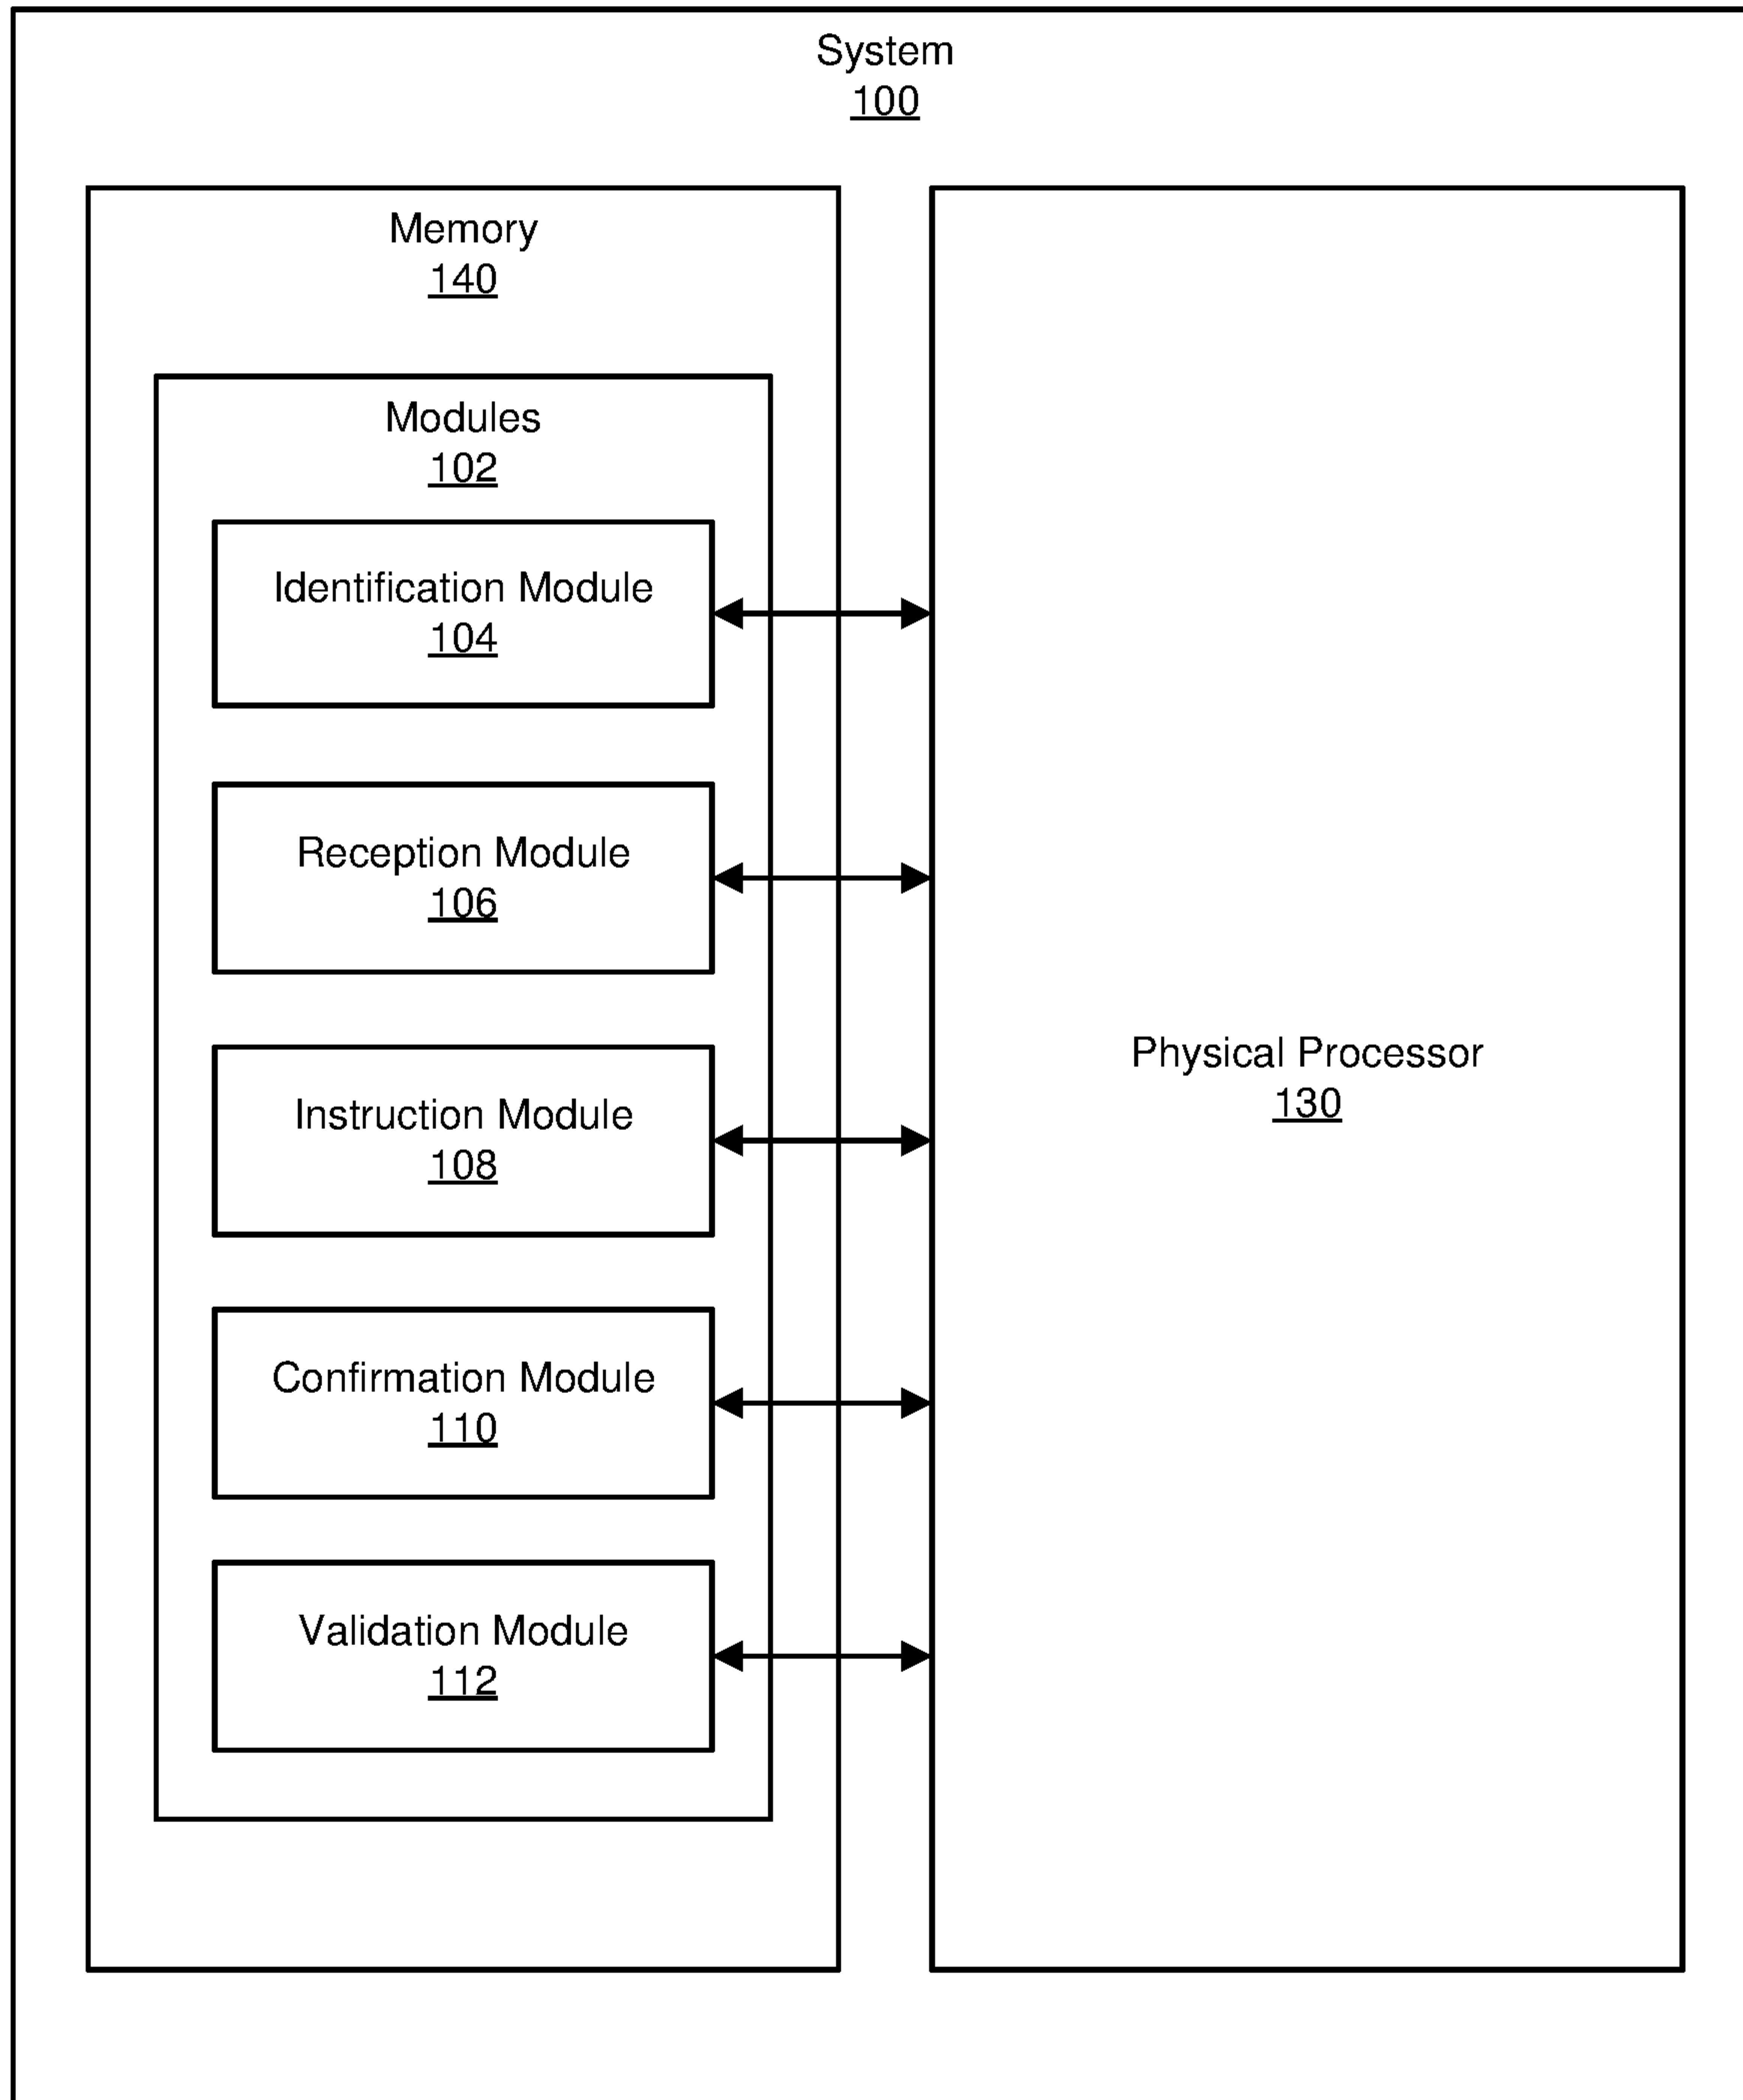 System
100
Memory
140
Modules
102
Identification Module
104
Reception Module
106
Instruction Module
108
Confirmation Module
110
Validation Module
112
Physical Processor
130